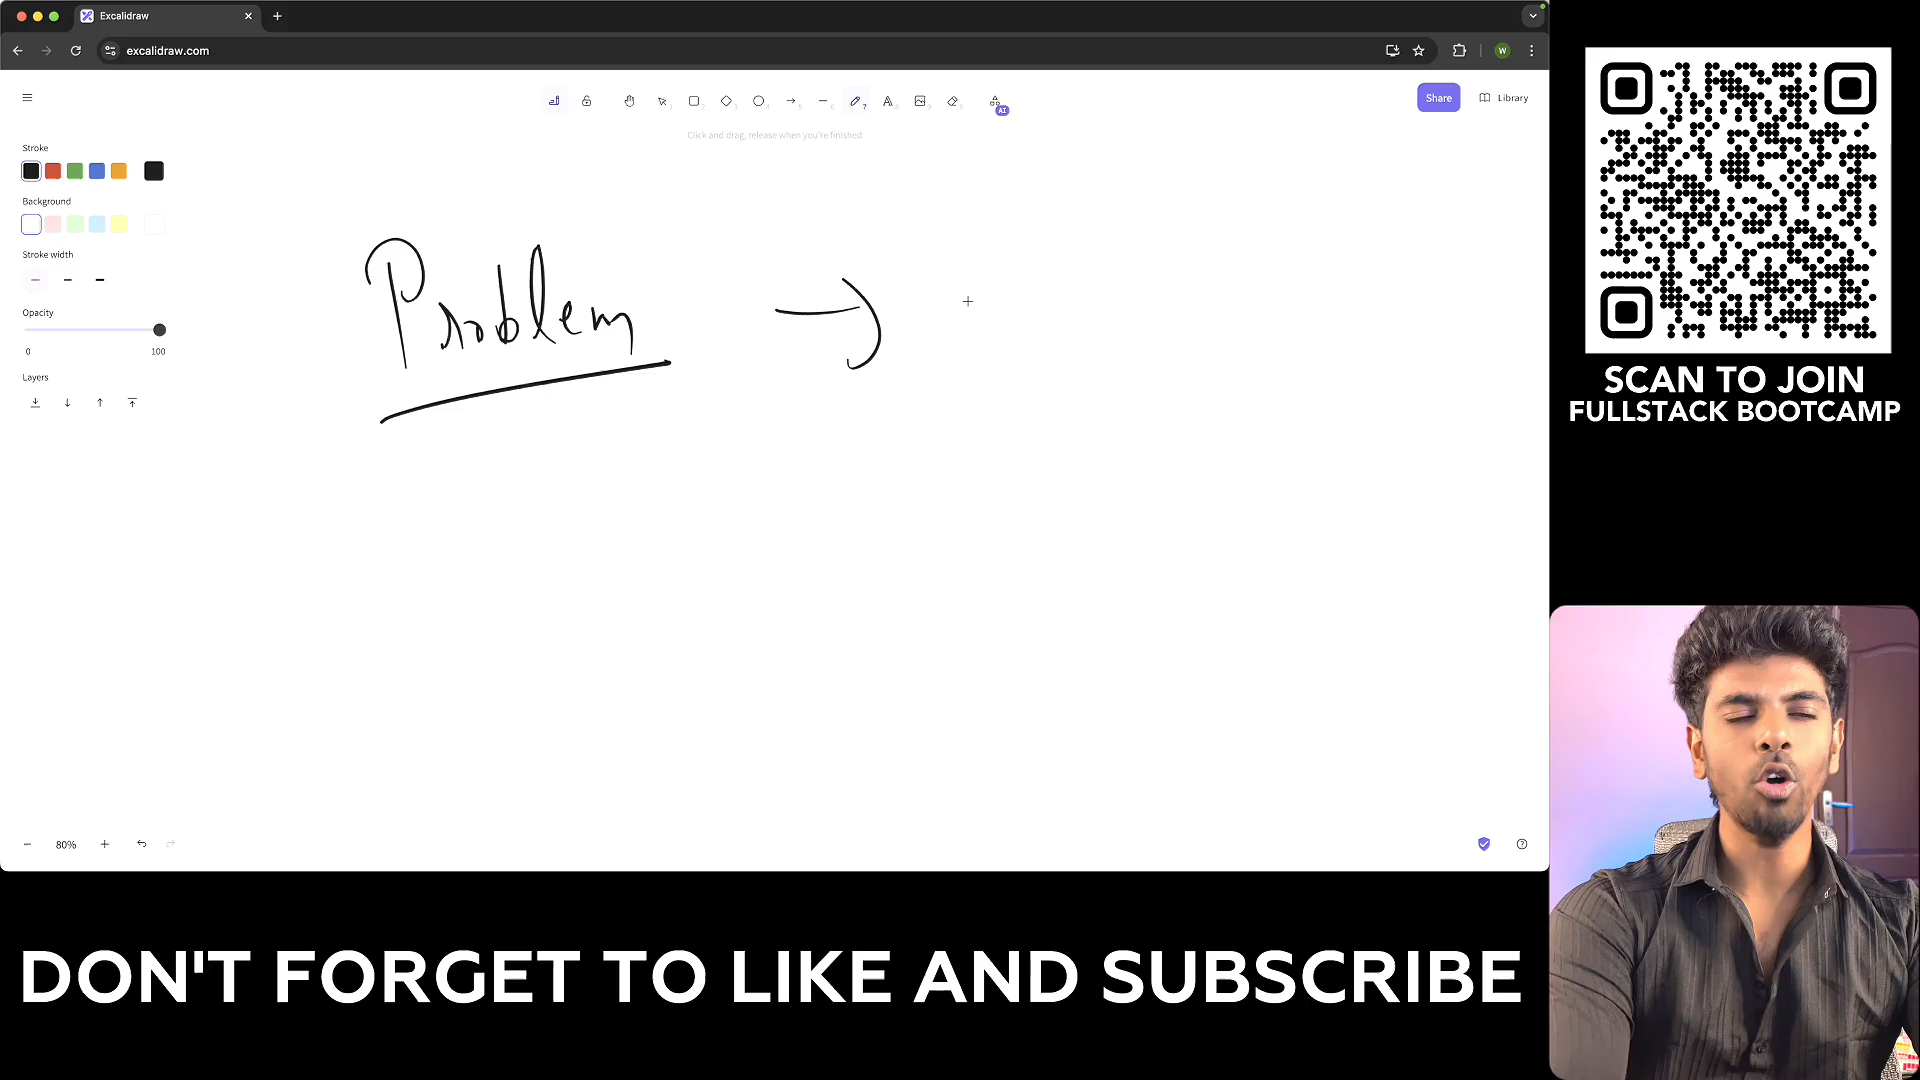 Excalidraw
excalidraw.com
W
Share
Library
AI
Click and drag, release when you're finished
Stroke
Background
Stroke width
Opacity
0 100
Layers
Problem
80%
SCAN TO JOIN
FULLSTACK BOOTCAMP
DON'T FORGET TO LIKE AND SUBSCRIBE